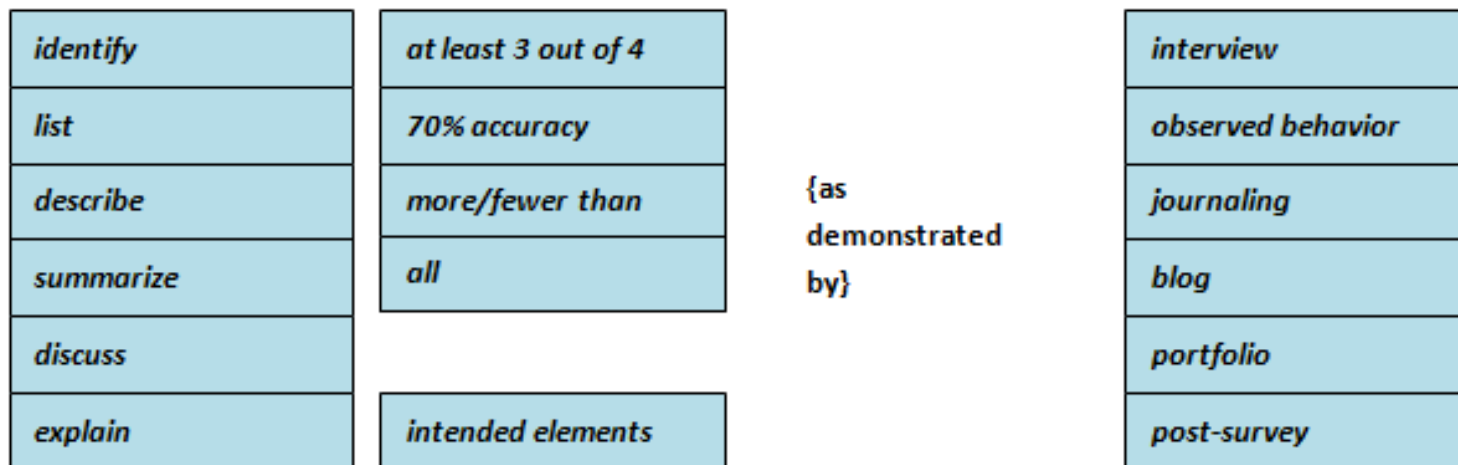 identify
list
describe
summarize
discuss
explain
at least 3 out of 4
70% accuracy
more/fewer than
all
intended elements
{as
demonstrated
by}
interview
observed behavior
journaling
blog
portfolio
post-survey